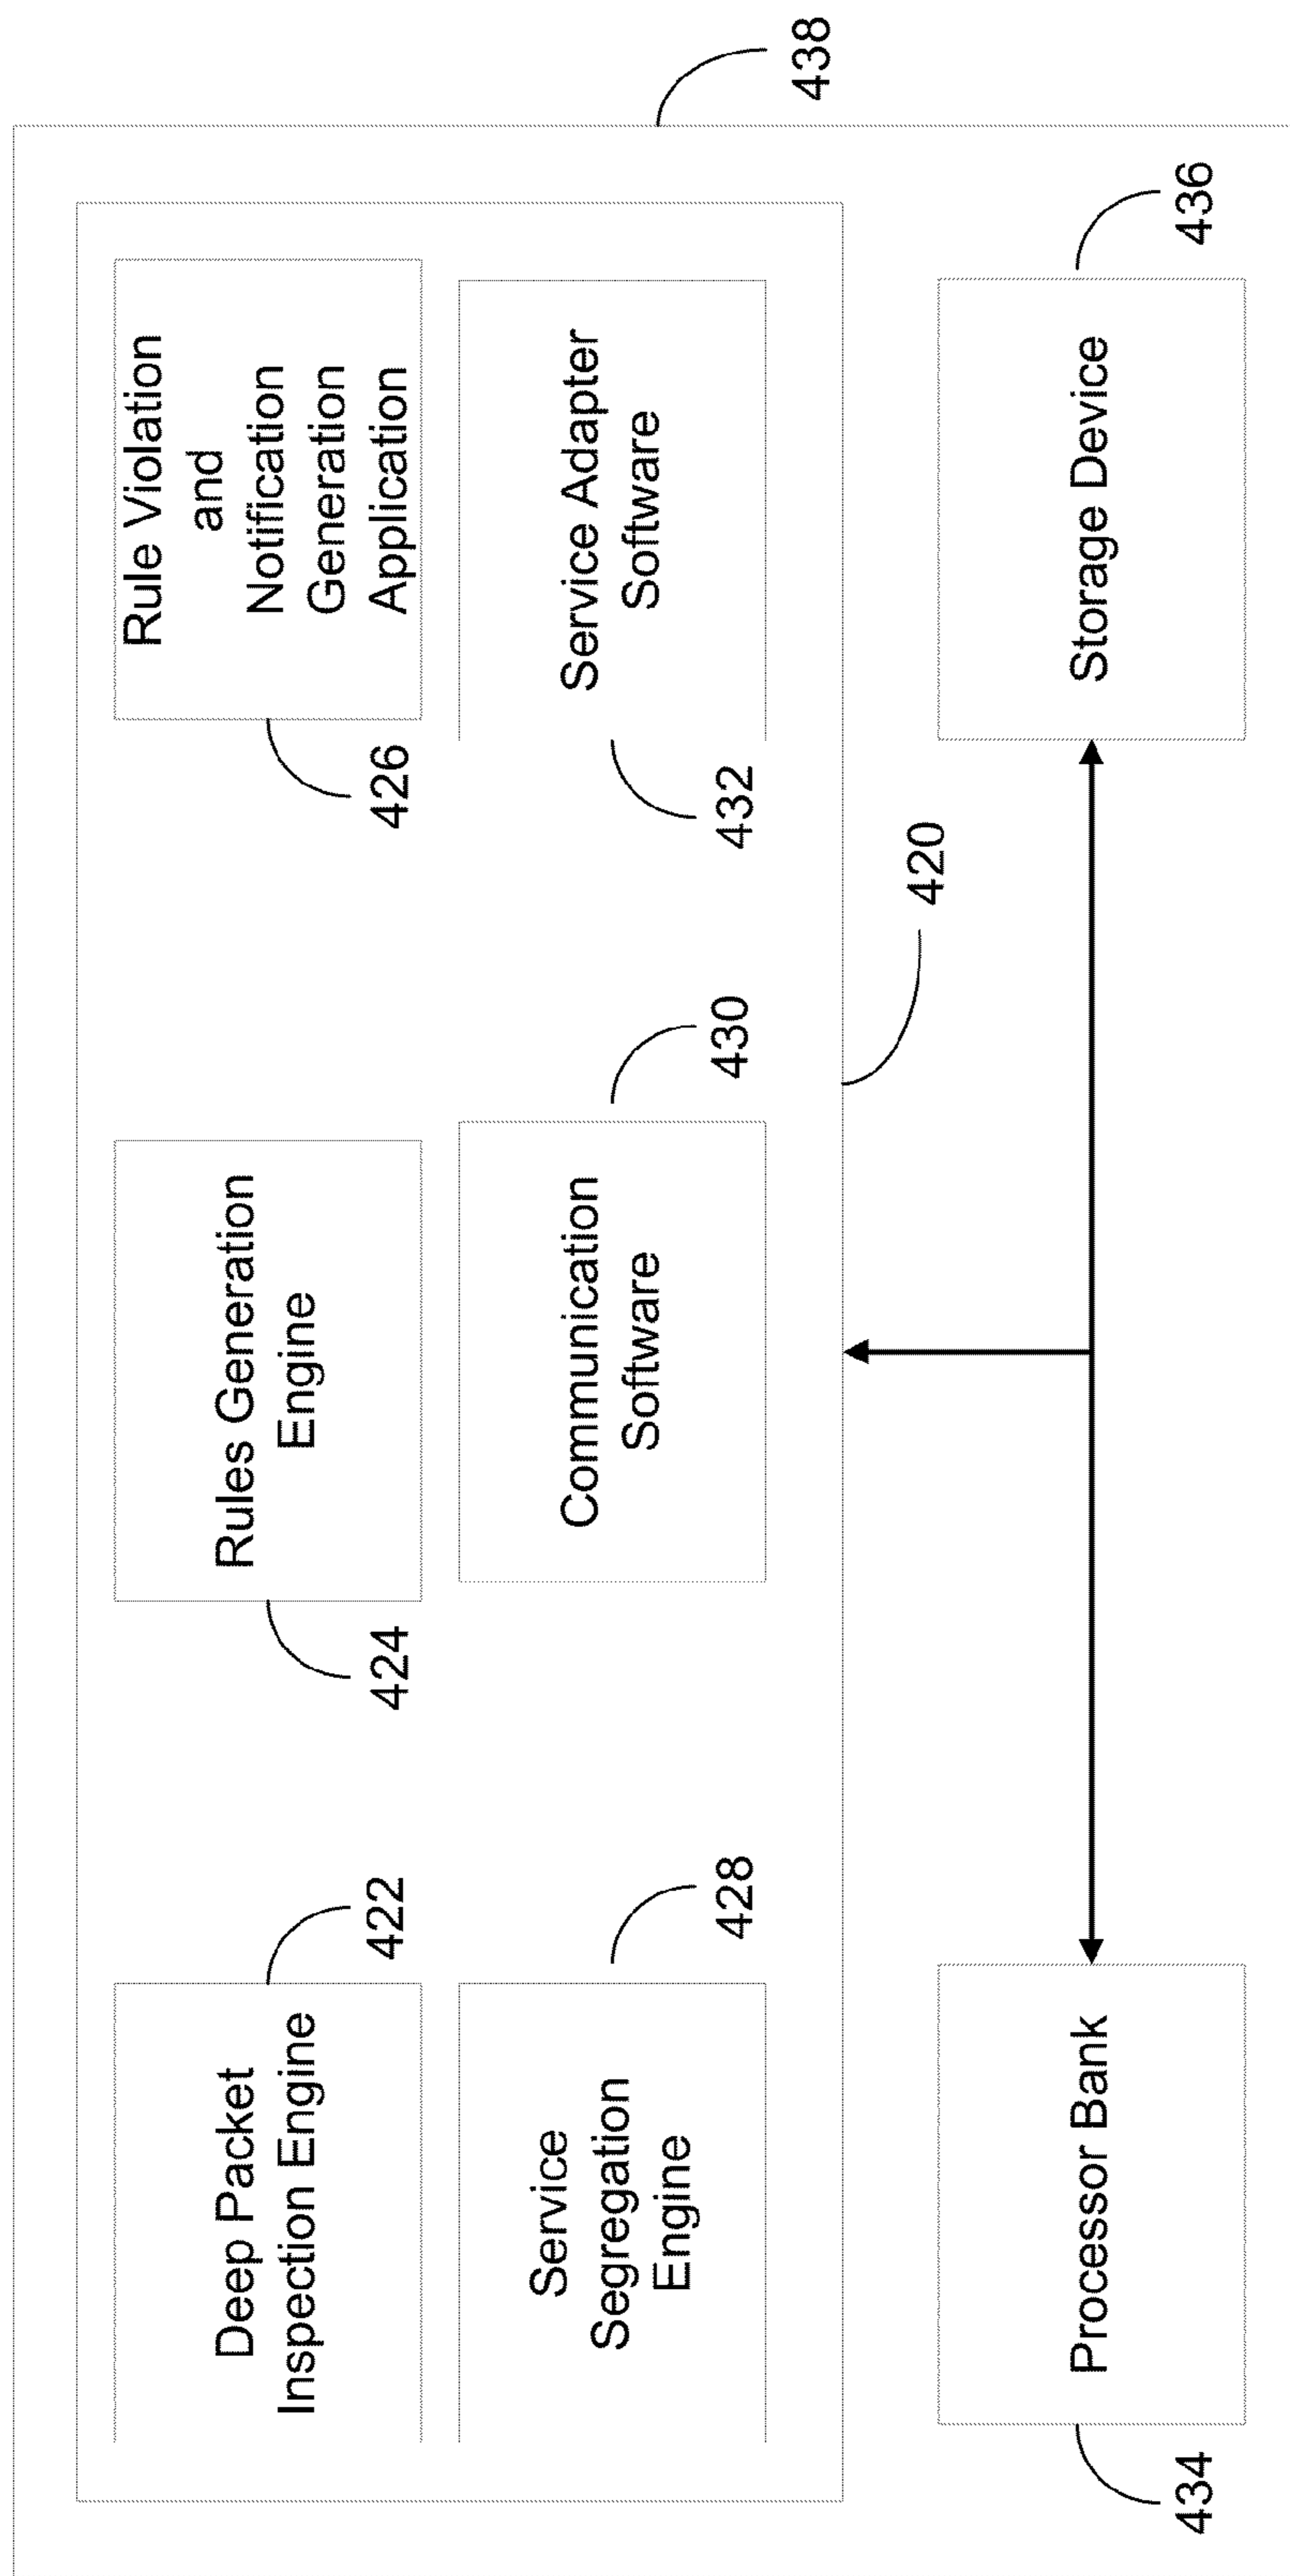 438
Deep Packet
Inspection Engine
422
Rules Generation
Engine
424
Rule Violation
and
Notification
Generation
Application
426
Service
Segregation
Engine
428
Communication
Software
430
Service Adapter
Software
432
420
Processor Bank
434
Storage Device
436